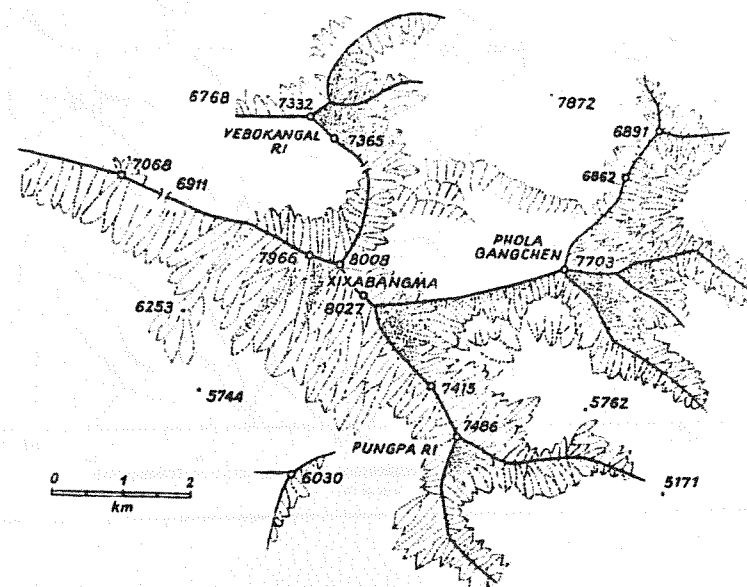 6768
7332
7872
YEBOKANGAL
RI
7365
6891
7068
6911
6862
PHOLA
GANGCHEN
7703
7966
8008
XIXABANGMA
8027
6253
5744
7415
5762
PUNGPA RI
7486
6030
5171
0 1 2
km